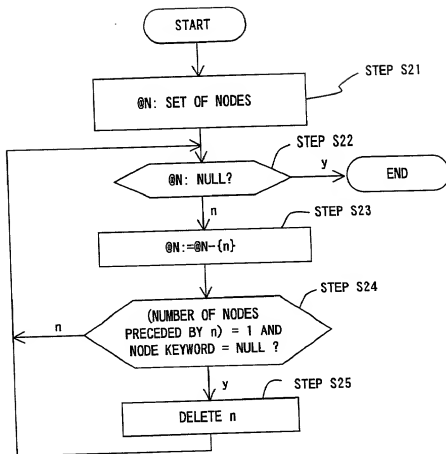 START
STEP S21
@N: SET OF NODES
STEP S22
@N: NULL?
y
END
n
STEP S23
@N:=@N-{n}
STEP S24
(NUMBER OF NODES
PRECEDED BY n) = 1 AND
NODE KEYWORD = NULL ?
n
y
STEP S25
DELETE n